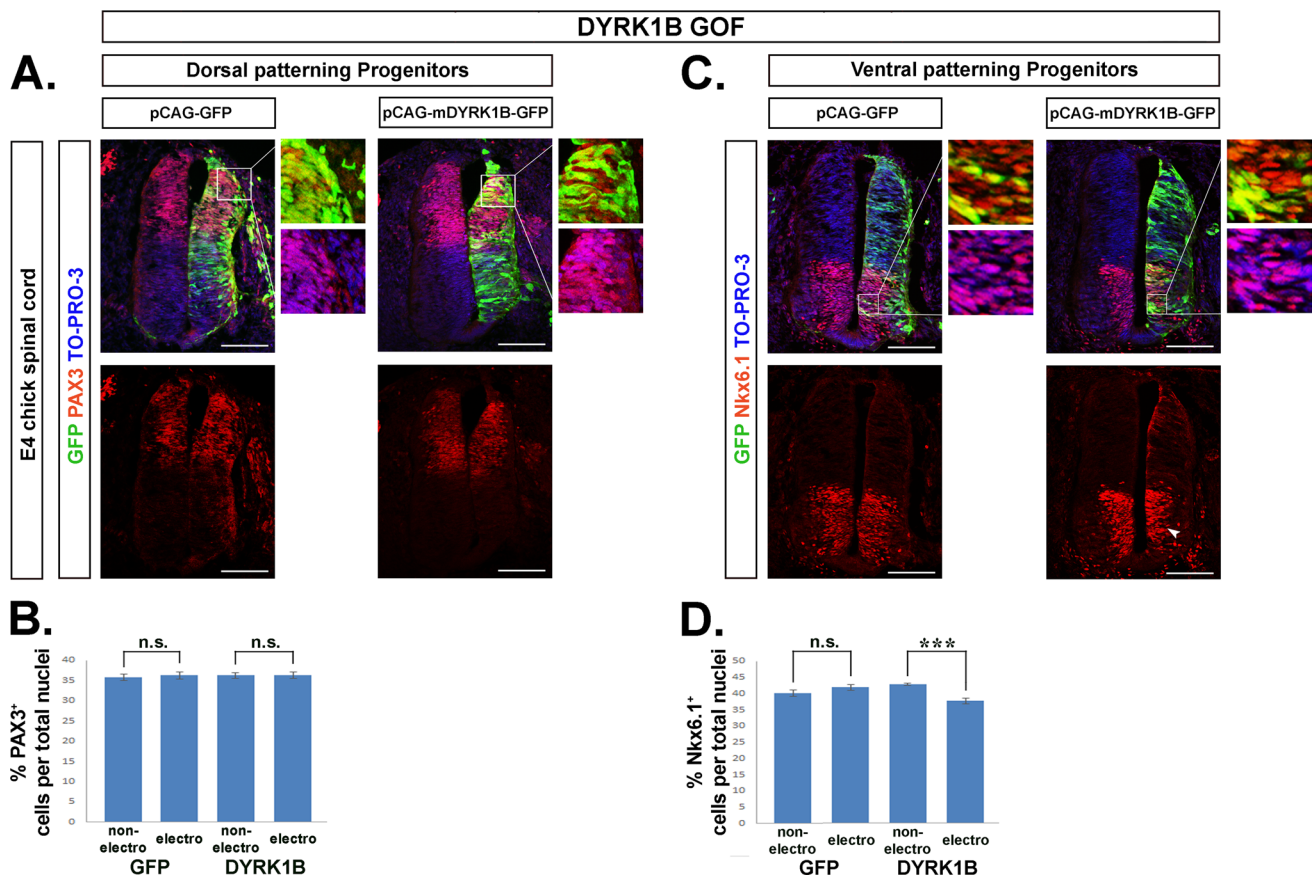 DYRK1B GOF
A.
Dorsal patterning Progenitors
pCAG-GFP
pCAG-mDYRK1B-GFP
E4 chick spinal cord
GFP PAX3 TO-PRO-3
C.
Ventral patterning Progenitors
pCAG-GFP
pCAG-mDYRK1B-GFP
GFP Nkx6.1 TO-PRO-3
B.
% PAX3+
cells per total nuclei
40
35
30
25
20
15
10
5
0
n.s.
n.s.
non-
electro
electro
non-
electro
electro
GFP
DYRK1B
D.
% Nkx6.1+
cells per total nuclei
50
45
40
35
30
25
20
15
10
5
0
n.s.
***
non-
electro
electro
non-
electro
electro
GFP
DYRK1B